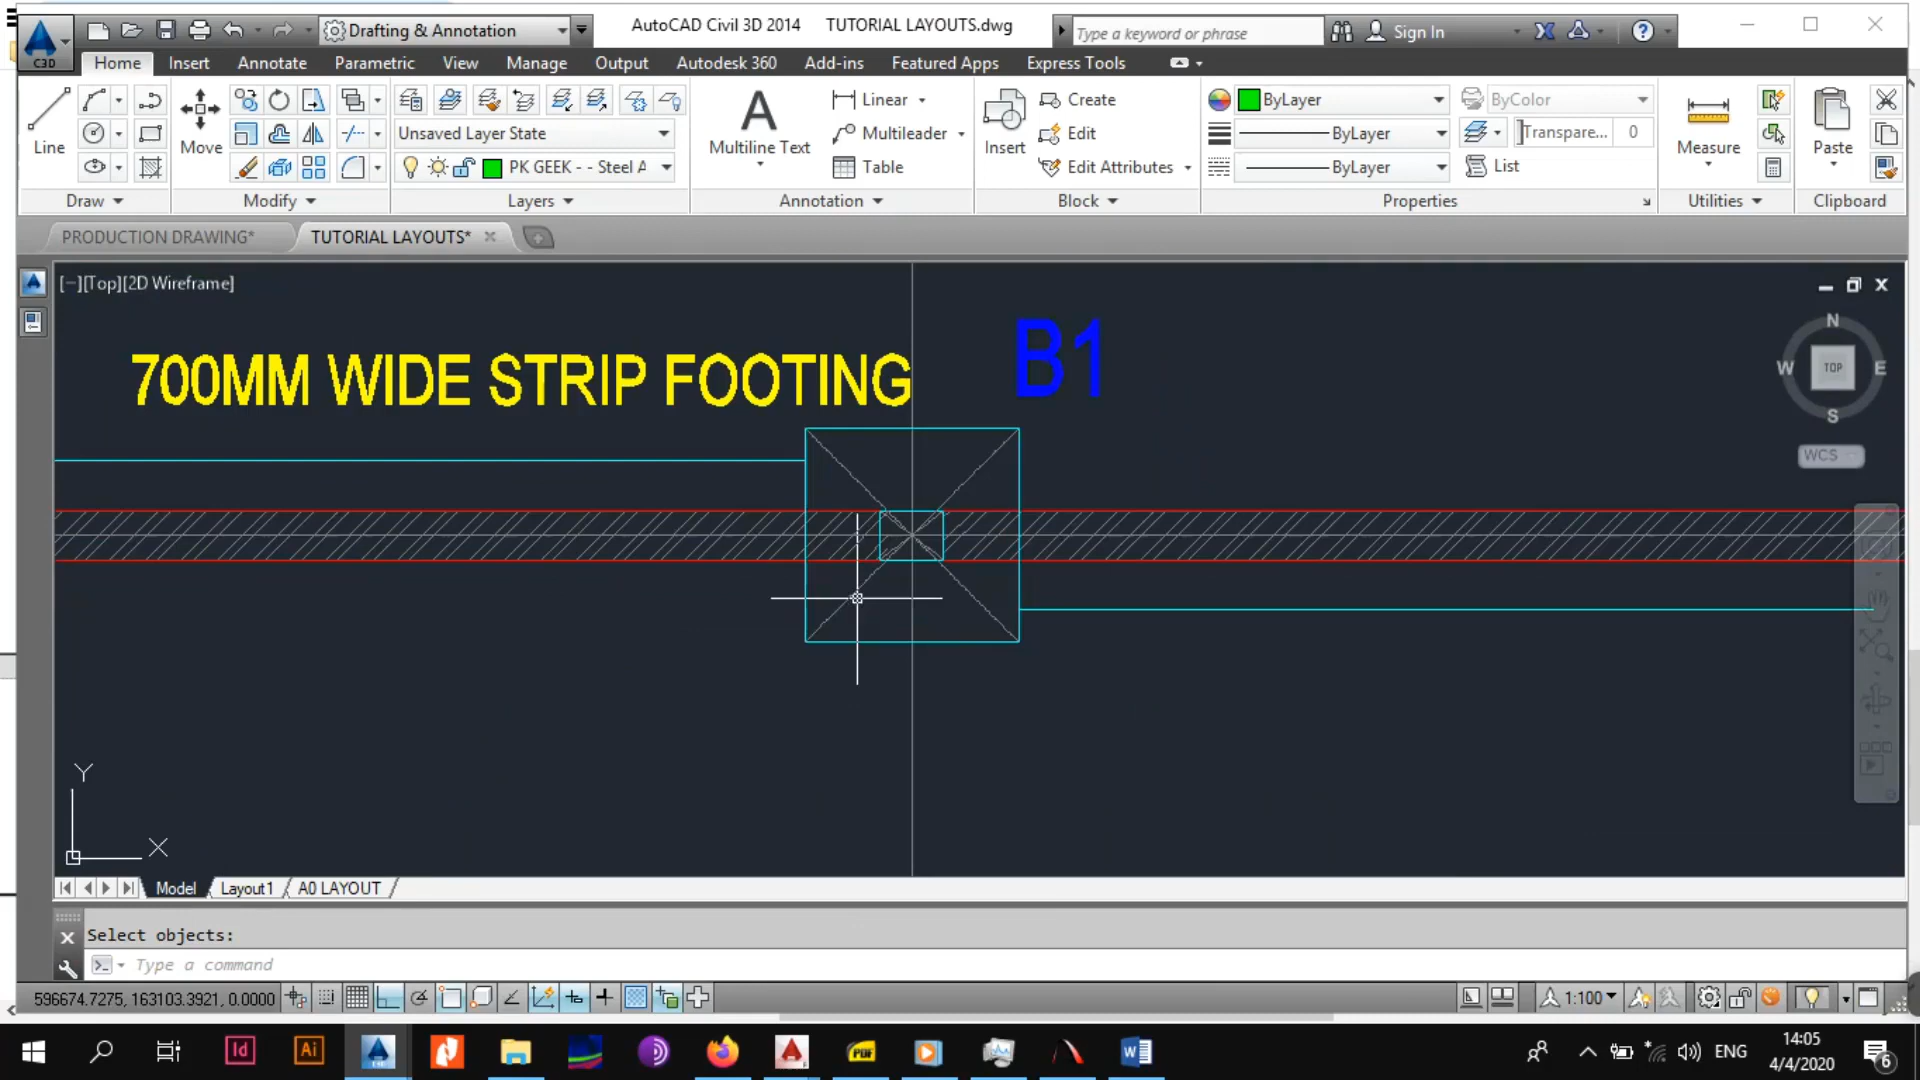 AutoCAD Civil 3D 2014 TUTORIAL LAYOUTS.dwg
Drafting & Annotation
Type a keyword or phrase
Sign In
C3D
Home Insert Annotate Parametric View Manage Output Autodesk 360 Add-ins Featured Apps Express Tools
Line
Move
Unsaved Layer State
PK GEEK - - Steel A
A
Multiline Text
Linear
Multileader
Table
Insert
Create
Edit
Edit Attributes
ByLayer
ByLayer
ByLayer
ByColor
Transpare... 0
List
Measure
Paste
Draw Modify Layers Annotation Block Properties Utilities Clipboard
PRODUCTION DRAWING* TUTORIAL LAYOUTS*
[−][Top][2D Wireframe]
700MM WIDE STRIP FOOTING
B1
N
W TOP E
S
WCS
Y
X
Model Layout1 A0 LAYOUT
Select objects:
Type a command
596674.7275, 163103.3921, 0.0000
1:100
Id Ai
PDF
ENG
14:05
4/4/2020
6